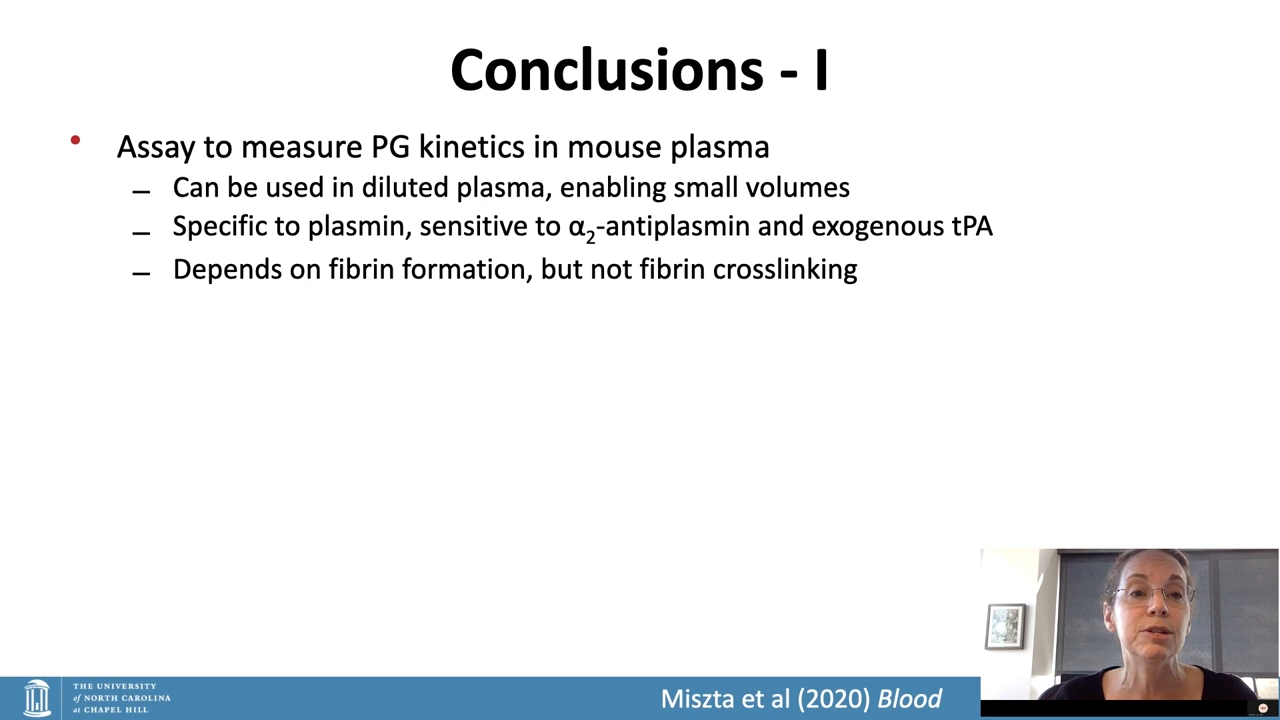 Conclusions - I
• Assay to measure PG kinetics in mouse plasma
– Can be used in diluted plasma, enabling small volumes
– Specific to plasmin, sensitive to α₂-antiplasmin and exogenous tPA
– Depends on fibrin formation, but not fibrin crosslinking
THE UNIVERSITY
of NORTH CAROLINA
at CHAPEL HILL
Miszta et al (2020) Blood